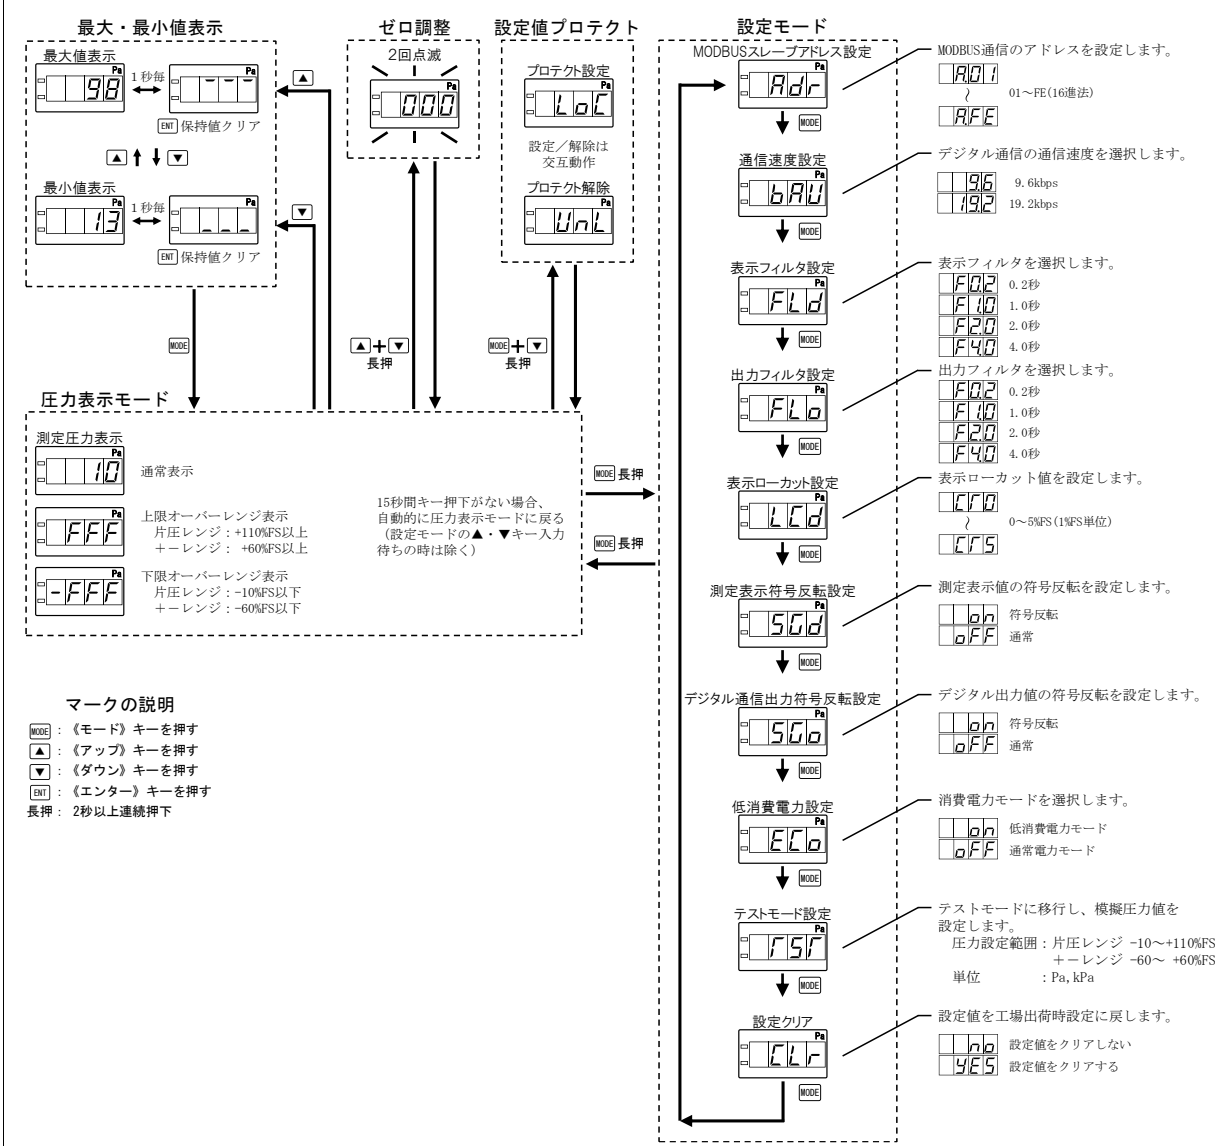 最大・最小値表示
最大値表示
Pa
98
1秒毎
Pa
ENT 保持値クリア
▲
▲ ▼
最小値表示
Pa
13
1秒毎
Pa
_ _ _
ENT 保持値クリア
▼
MODE
ゼロ調整
2回点滅
Pa
000
▲+▼
長押
設定値プロテクト
プロテクト設定
Pa
LoC
設定/解除は
交互動作
プロテクト解除
Pa
UnL
MODE+▼
長押
圧力表示モード
測定圧力表示
Pa
10
通常表示
Pa
FFF
上限オーバーレンジ表示
片圧レンジ:+110%FS以上
+-レンジ: +60%FS以上
Pa
-FFF
下限オーバーレンジ表示
片圧レンジ:-10%FS以下
+-レンジ:-60%FS以下
15秒間キー押下がない場合、
自動的に圧力表示モードに戻る
(設定モードの▲・▼キー入力
待ちの時は除く)
MODE 長押
MODE 長押
マークの説明
MODE : 《モード》キーを押す
▲ : 《アップ》キーを押す
▼ : 《ダウン》キーを押す
ENT : 《エンター》キーを押す
長押 : 2秒以上連続押下
設定モード
MODBUSスレーブアドレス設定
Pa
Adr
MODE
MODBUS通信のアドレスを設定します。
A.01
~
01~FE(16進法)
A.FE
通信速度設定
Pa
bAU
MODE
デジタル通信の通信速度を選択します。
9.6 9.6kbps
19.2 19.2kbps
表示フィルタ設定
Pa
FLd
MODE
表示フィルタを選択します。
F0.2 0.2秒
F1.0 1.0秒
F2.0 2.0秒
F4.0 4.0秒
出力フィルタ設定
Pa
FLo
MODE
出力フィルタを選択します。
F0.2 0.2秒
F1.0 1.0秒
F2.0 2.0秒
F4.0 4.0秒
表示ローカット設定
Pa
LCd
MODE
表示ローカット値を設定します。
CT0
~
0~5%FS(1%FS単位)
CT5
測定表示符号反転設定
Pa
SGd
MODE
測定表示値の符号反転を設定します。
on 符号反転
oFF 通常
デジタル通信出力符号反転設定
Pa
SGo
MODE
デジタル出力値の符号反転を設定します。
on 符号反転
oFF 通常
低消費電力設定
Pa
ECo
MODE
消費電力モードを選択します。
on 低消費電力モード
oFF 通常電力モード
テストモード設定
Pa
TST
MODE
テストモードに移行し、模擬圧力値を
設定します。
圧力設定範囲:片圧レンジ -10~+110%FS
+-レンジ -60~ +60%FS
単位 :Pa,kPa
設定クリア
Pa
CLr
MODE
設定値を工場出荷時設定に戻します。
no 設定値をクリアしない
YES 設定値をクリアする